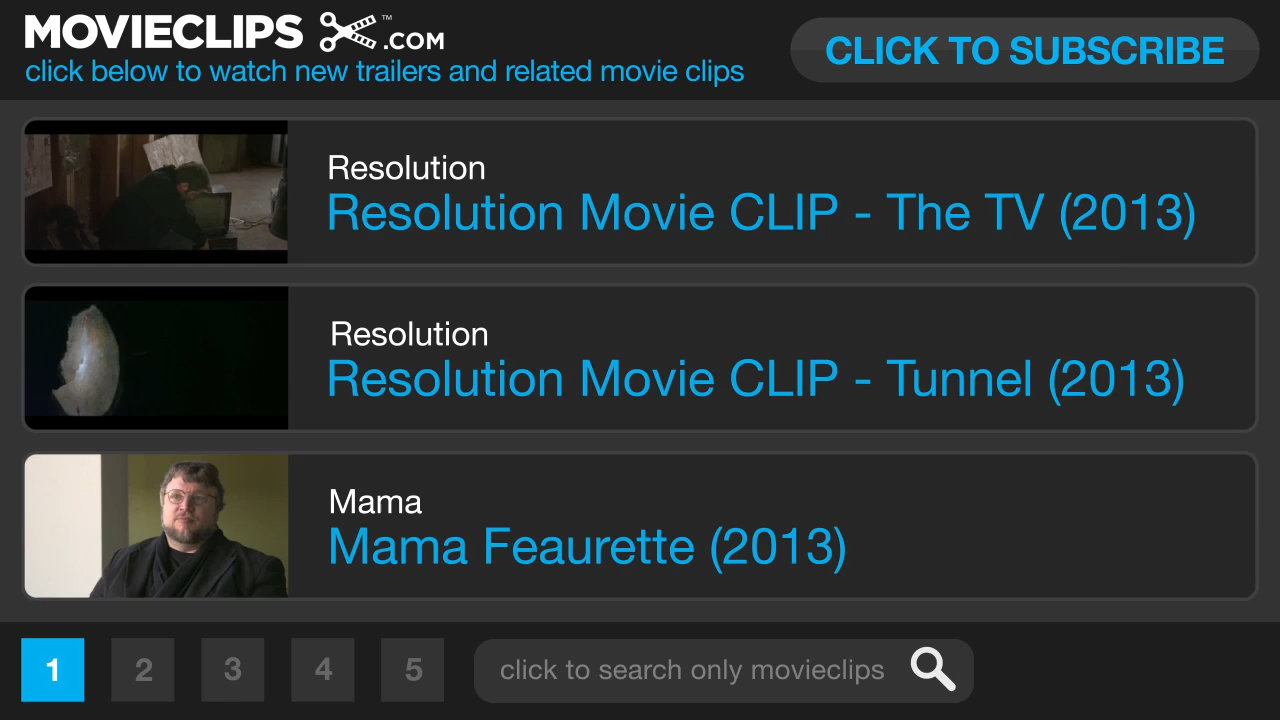 MOVIECLIPS ™ .COM
click below to watch new trailers and related movie clips
CLICK TO SUBSCRIBE
Resolution
Resolution Movie CLIP - The TV (2013)
Resolution
Resolution Movie CLIP - Tunnel (2013)
Mama
Mama Feaurette (2013)
1 2 3 4 5
click to search only movieclips